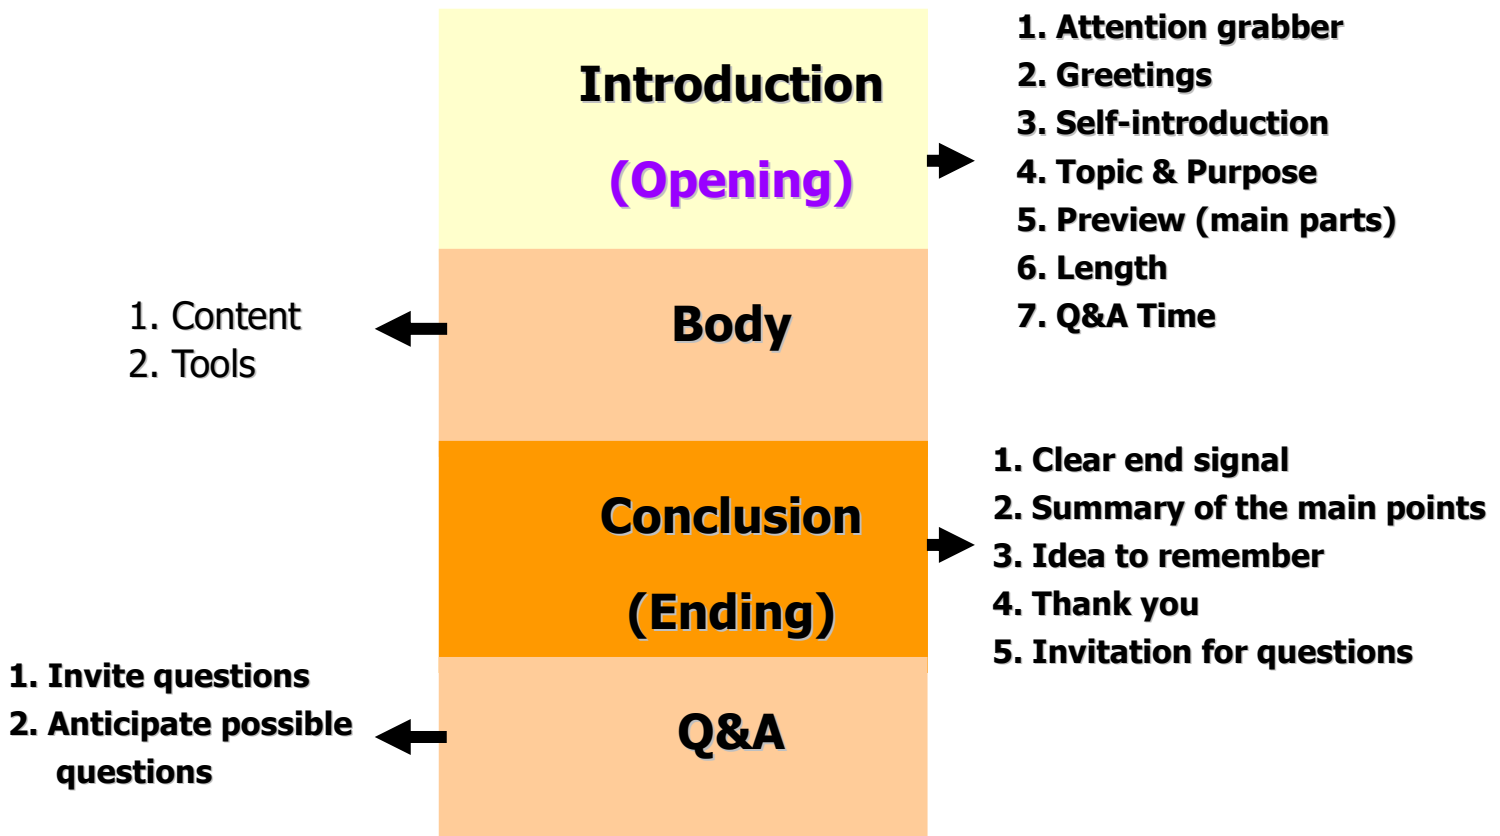 Introduction
(Opening)
1. Attention grabber
2. Greetings
3. Self-introduction
4. Topic & Purpose
5. Preview (main parts)
6. Length
7. Q&A Time
Body
1. Content
2. Tools
Conclusion
(Ending)
1. Clear end signal
2. Summary of the main points
3. Idea to remember
4. Thank you
5. Invitation for questions
Q&A
1. Invite questions
2. Anticipate possible
questions